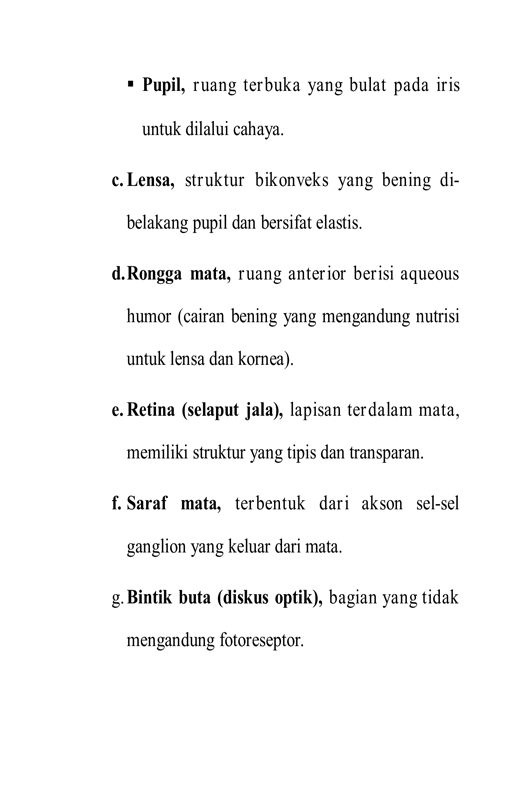 ▪ Pupil, ruang terbuka yang bulat pada iris
untuk dilalui cahaya.
c. Lensa, struktur bikonveks yang bening di-
belakang pupil dan bersifat elastis.
d. Rongga mata, ruang anterior berisi aqueous
humor (cairan bening yang mengandung nutrisi
untuk lensa dan kornea).
e. Retina (selaput jala), lapisan terdalam mata,
memiliki struktur yang tipis dan transparan.
f. Saraf mata, terbentuk dari akson sel-sel
ganglion yang keluar dari mata.
g. Bintik buta (diskus optik), bagian yang tidak
mengandung fotoreseptor.